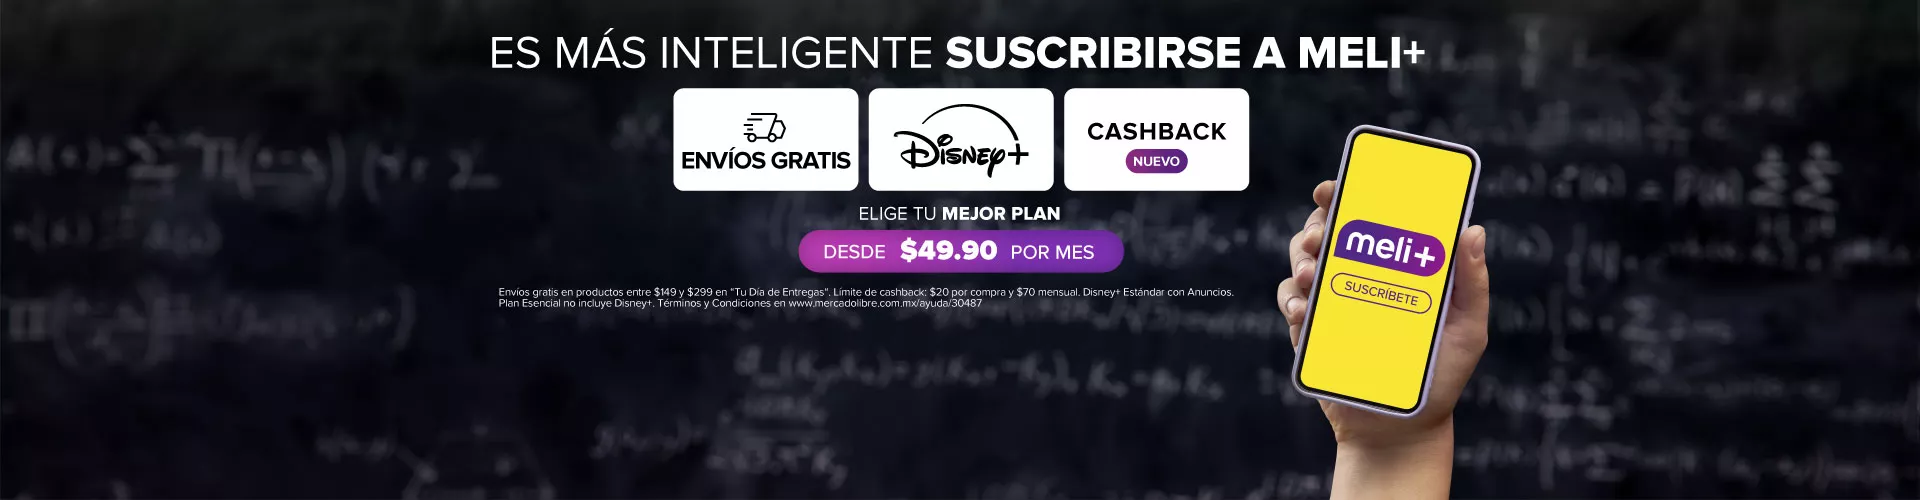 ES MÁS INTELIGENTE SUSCRIBIRSE A MELI+
ENVÍOS GRATIS
Disney+
CASHBACK
NUEVO
ELIGE TU MEJOR PLAN
DESDE $49.90 POR MES
Envíos gratis en productos entre $149 y $299 en "Tu Día de Entregas". Límite de cashback: $20 por compra y $70 mensual. Disney+ Estándar con Anuncios.
Plan Esencial no incluye Disney+. Términos y Condiciones en www.mercadolibre.com.mx/ayuda/30487
meli+
SUSCRÍBETE